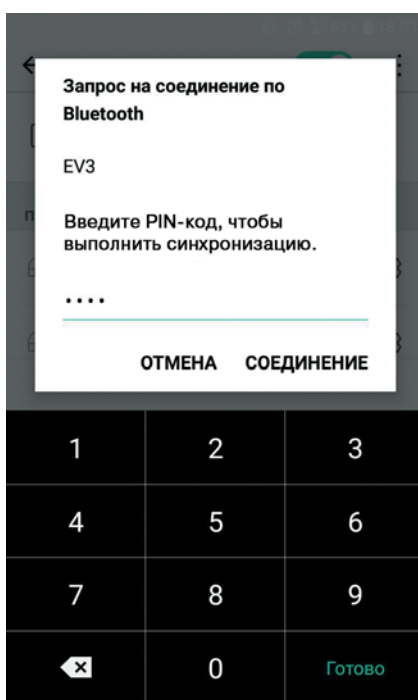 Запрос на соединение по
Bluetooth
EV3
Введите PIN-код, чтобы
выполнить синхронизацию.
....
ОТМЕНА СОЕДИНЕНИЕ
1 2 3
4 5 6
7 8 9
0 Готово